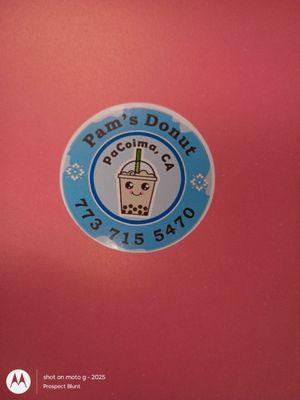 Pam's Donut
PaCoima, CA
773 715 5470
shot on moto g - 2025
Prospect Blunt